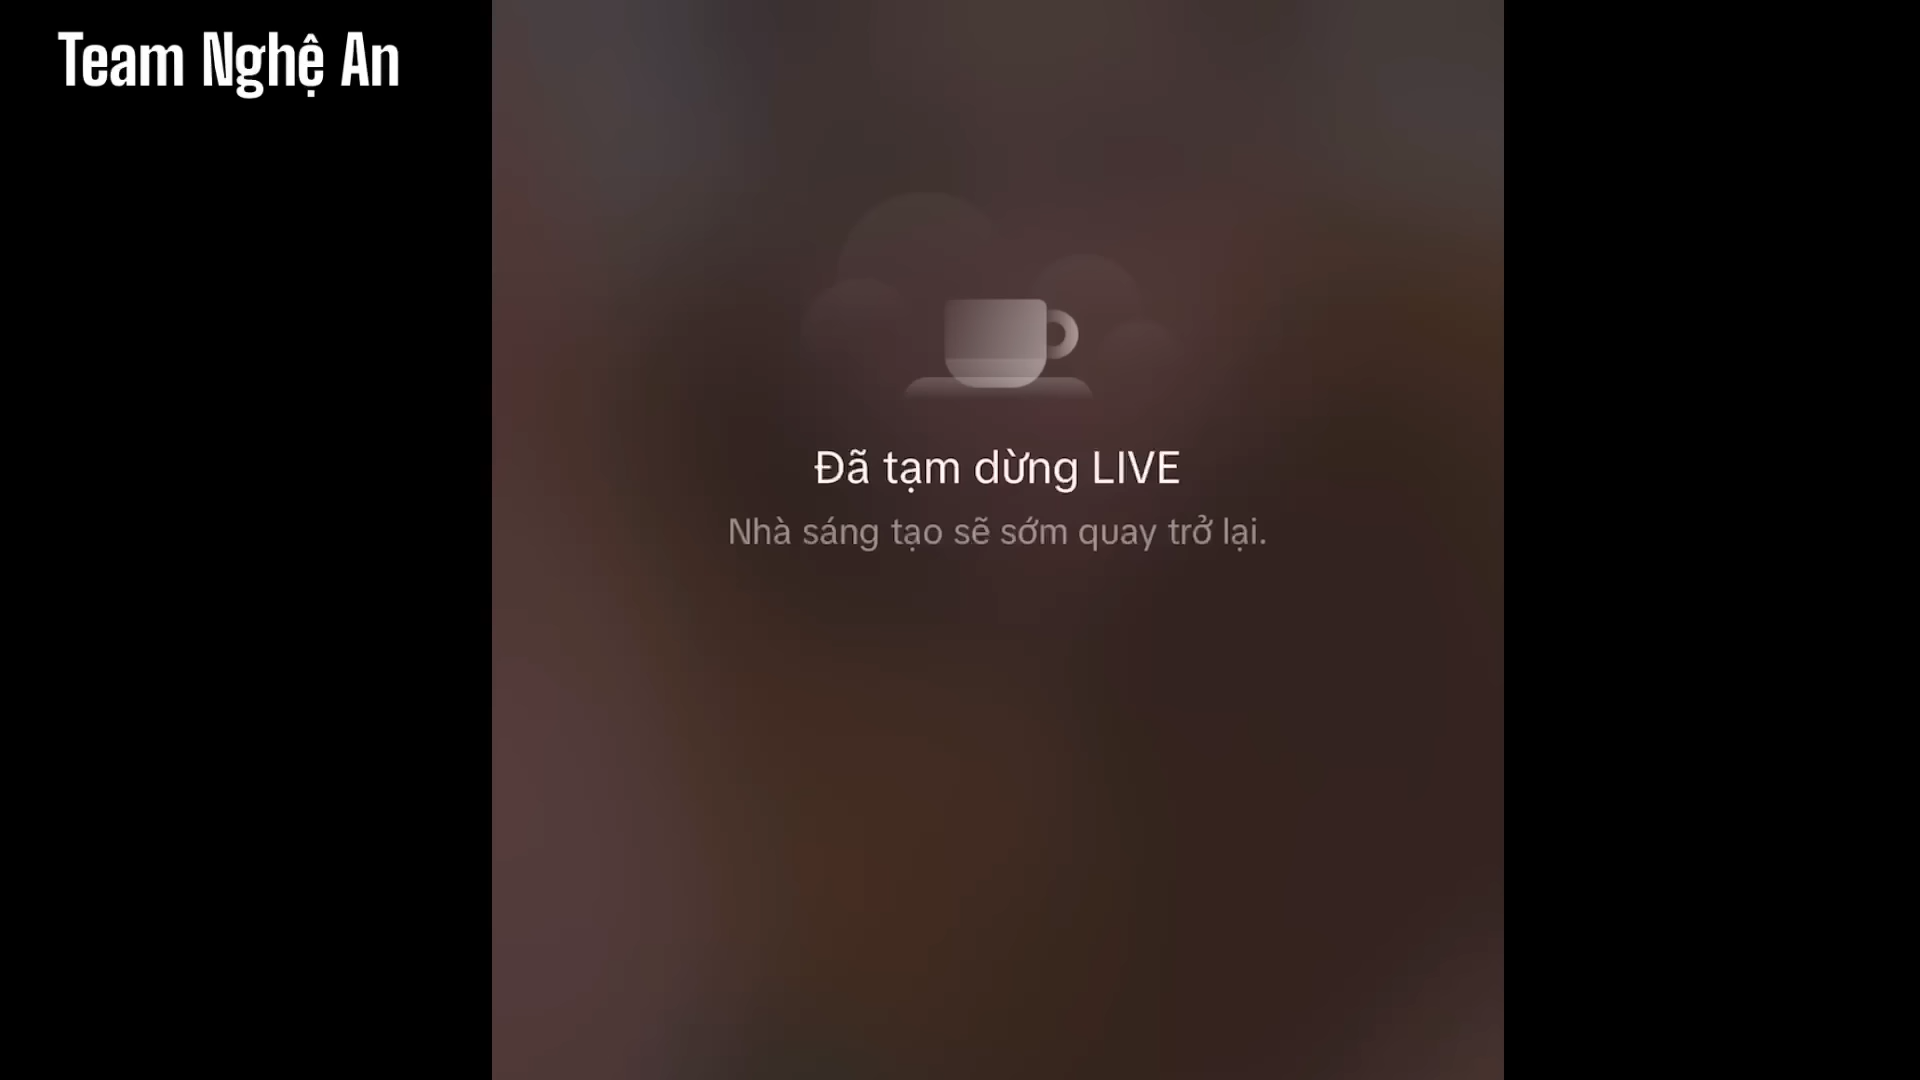 Team Nghệ An
Đã tạm dừng LIVE
Nhà sáng tạo sẽ sớm quay trở lại.